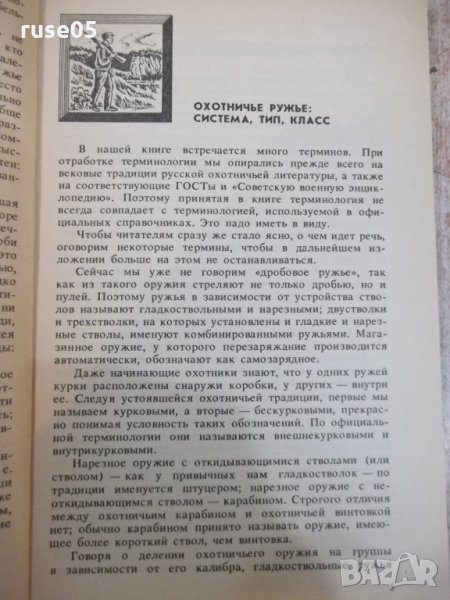 www.ruse05.bazar.bg
ОХОТНИЧЬЕ РУЖЬЕ:
СИСТЕМА, ТИП, КЛАСС
В нашей книге встречается много терминов. При
отработке терминологии мы опирались прежде всего на
вековые традиции русской охотничьей литературы, а также
на соответствующие ГОСТы и «Советскую военную энцик-
лопедию». Поэтому принятая в книге терминология не
всегда совпадает с терминологией, используемой в офи-
циальных справочниках. Это надо иметь в виду.
Чтобы читателям сразу же стало ясно, о чем идет речь,
оговорим некоторые термины, чтобы в дальнейшем из-
ложении больше на этом не останавливаться.
Сейчас мы уже не говорим «дробовое ружье», так
как из такого оружия стреляют не только дробью, но и
пулей. Поэтому ружья в зависимости от устройства ство-
лов называют гладкоствольными и нарезными; двустволки
и трехстволки, на которых установлены и гладкие и нарез-
ные стволы, именуют комбинированными ружьями. Мага-
зинное оружие, у которого перезаряжание производится
автоматически, обозначают как самозарядное.
Даже начинающие охотники знают, что у одних ружей
курки расположены снаружи коробки, у других — внутри
ее. Следуя устоявшейся охотничьей традиции, первые мы
называем курковыми, а вторые — бескурковыми, прекрас-
но понимая условность таких обозначений. По официаль-
ной терминологии они называются внешнекурковыми и
внутрикурковыми.
Нарезное оружие с откидывающимися стволами (или
стволом) — как у привычных нам гладкостволок — по
традиции именуется штуцером; нарезное оружие с не-
откидывающимся стволом — карабином. Строгого отличия
между охотничьим карабином и охотничьей винтовкой
нет; обычно карабином принято называть оружие, имею-
щее более короткий ствол, чем винтовка.
Говоря о делении охотничьего оружия на группы
в зависимости от его калибра, гладкоствольные ружья
bazar.bg